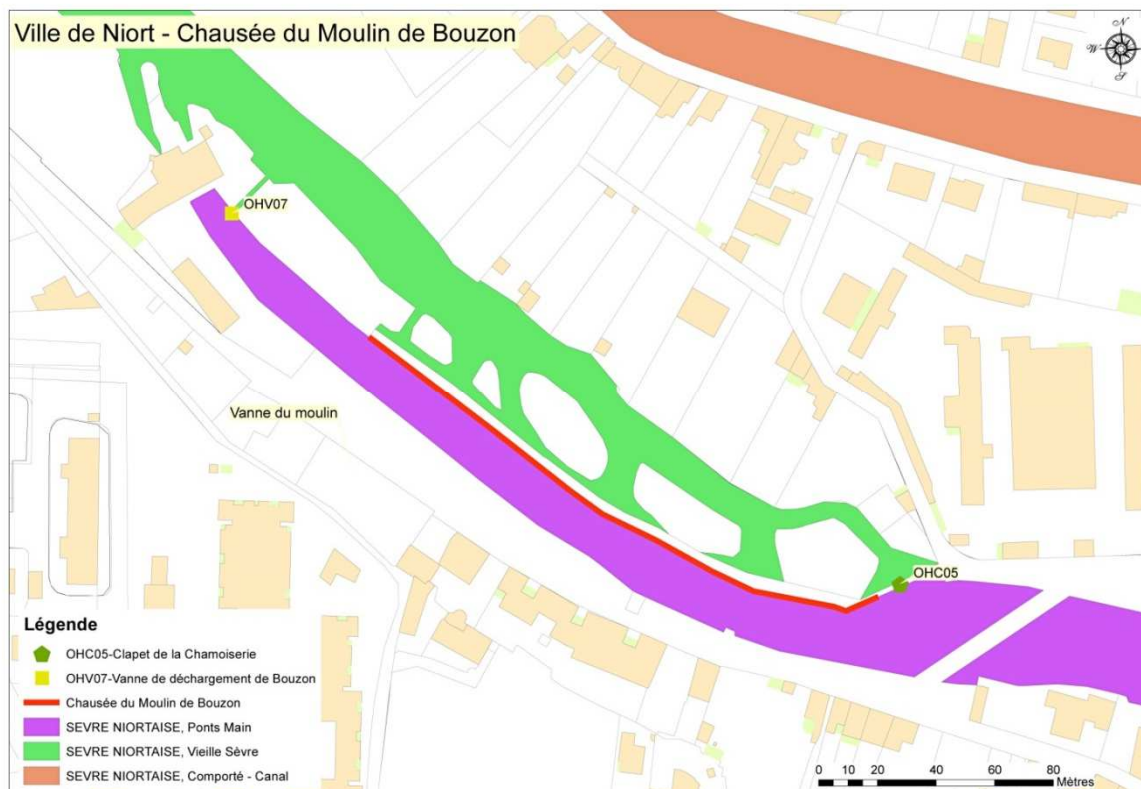 Ville de Niort - Chausée du Moulin de Bouzon
N
W
S
OHV07
Vanne du moulin
OHC05
Légende
OHC05-Clapet de la Chamoiserie
OHV07-Vanne de déchargement de Bouzon
Chaussée du Moulin de Bouzon
SEVRE NIORTAISE, Ponts Main
SEVRE NIORTAISE, Vieille Sèvre
SEVRE NIORTAISE, Comporté - Canal
0 10 20 40 60 80
Mètres